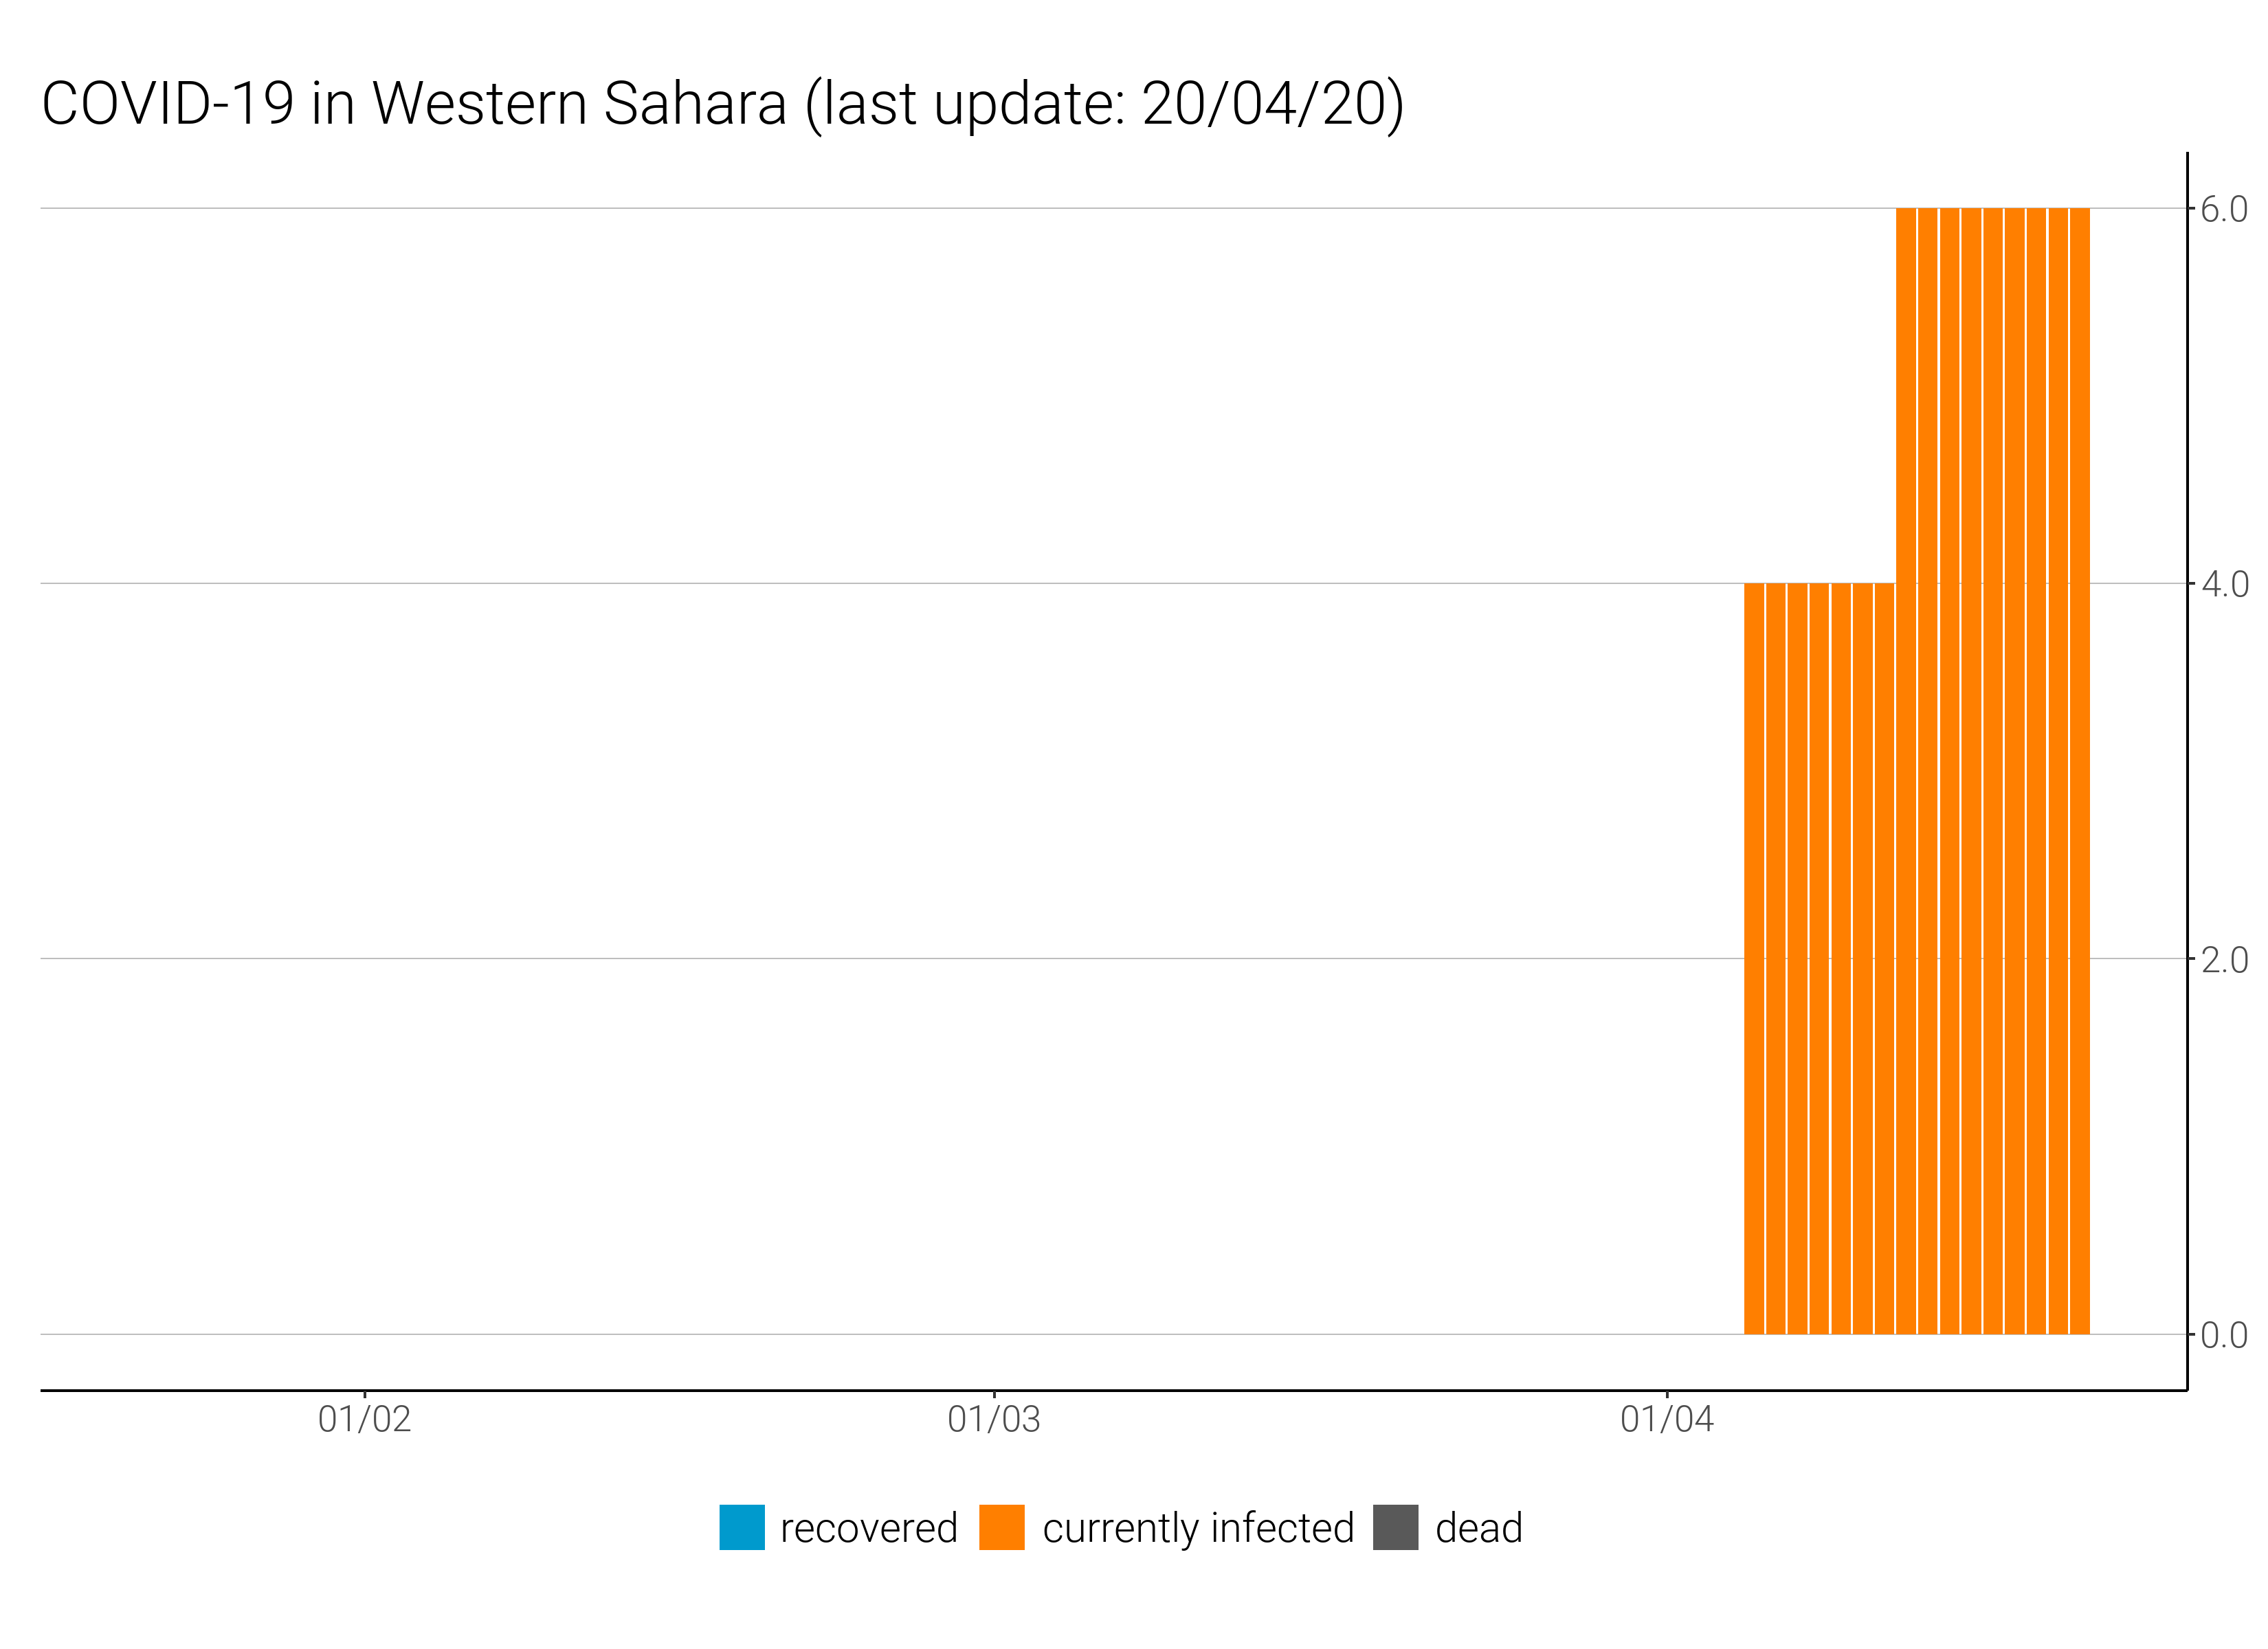 COVID-19 in Western Sahara (last update: 20/04/20)
6.0
4.0
2.0
0.0
01/02 01/03 01/04
recovered currently infected dead